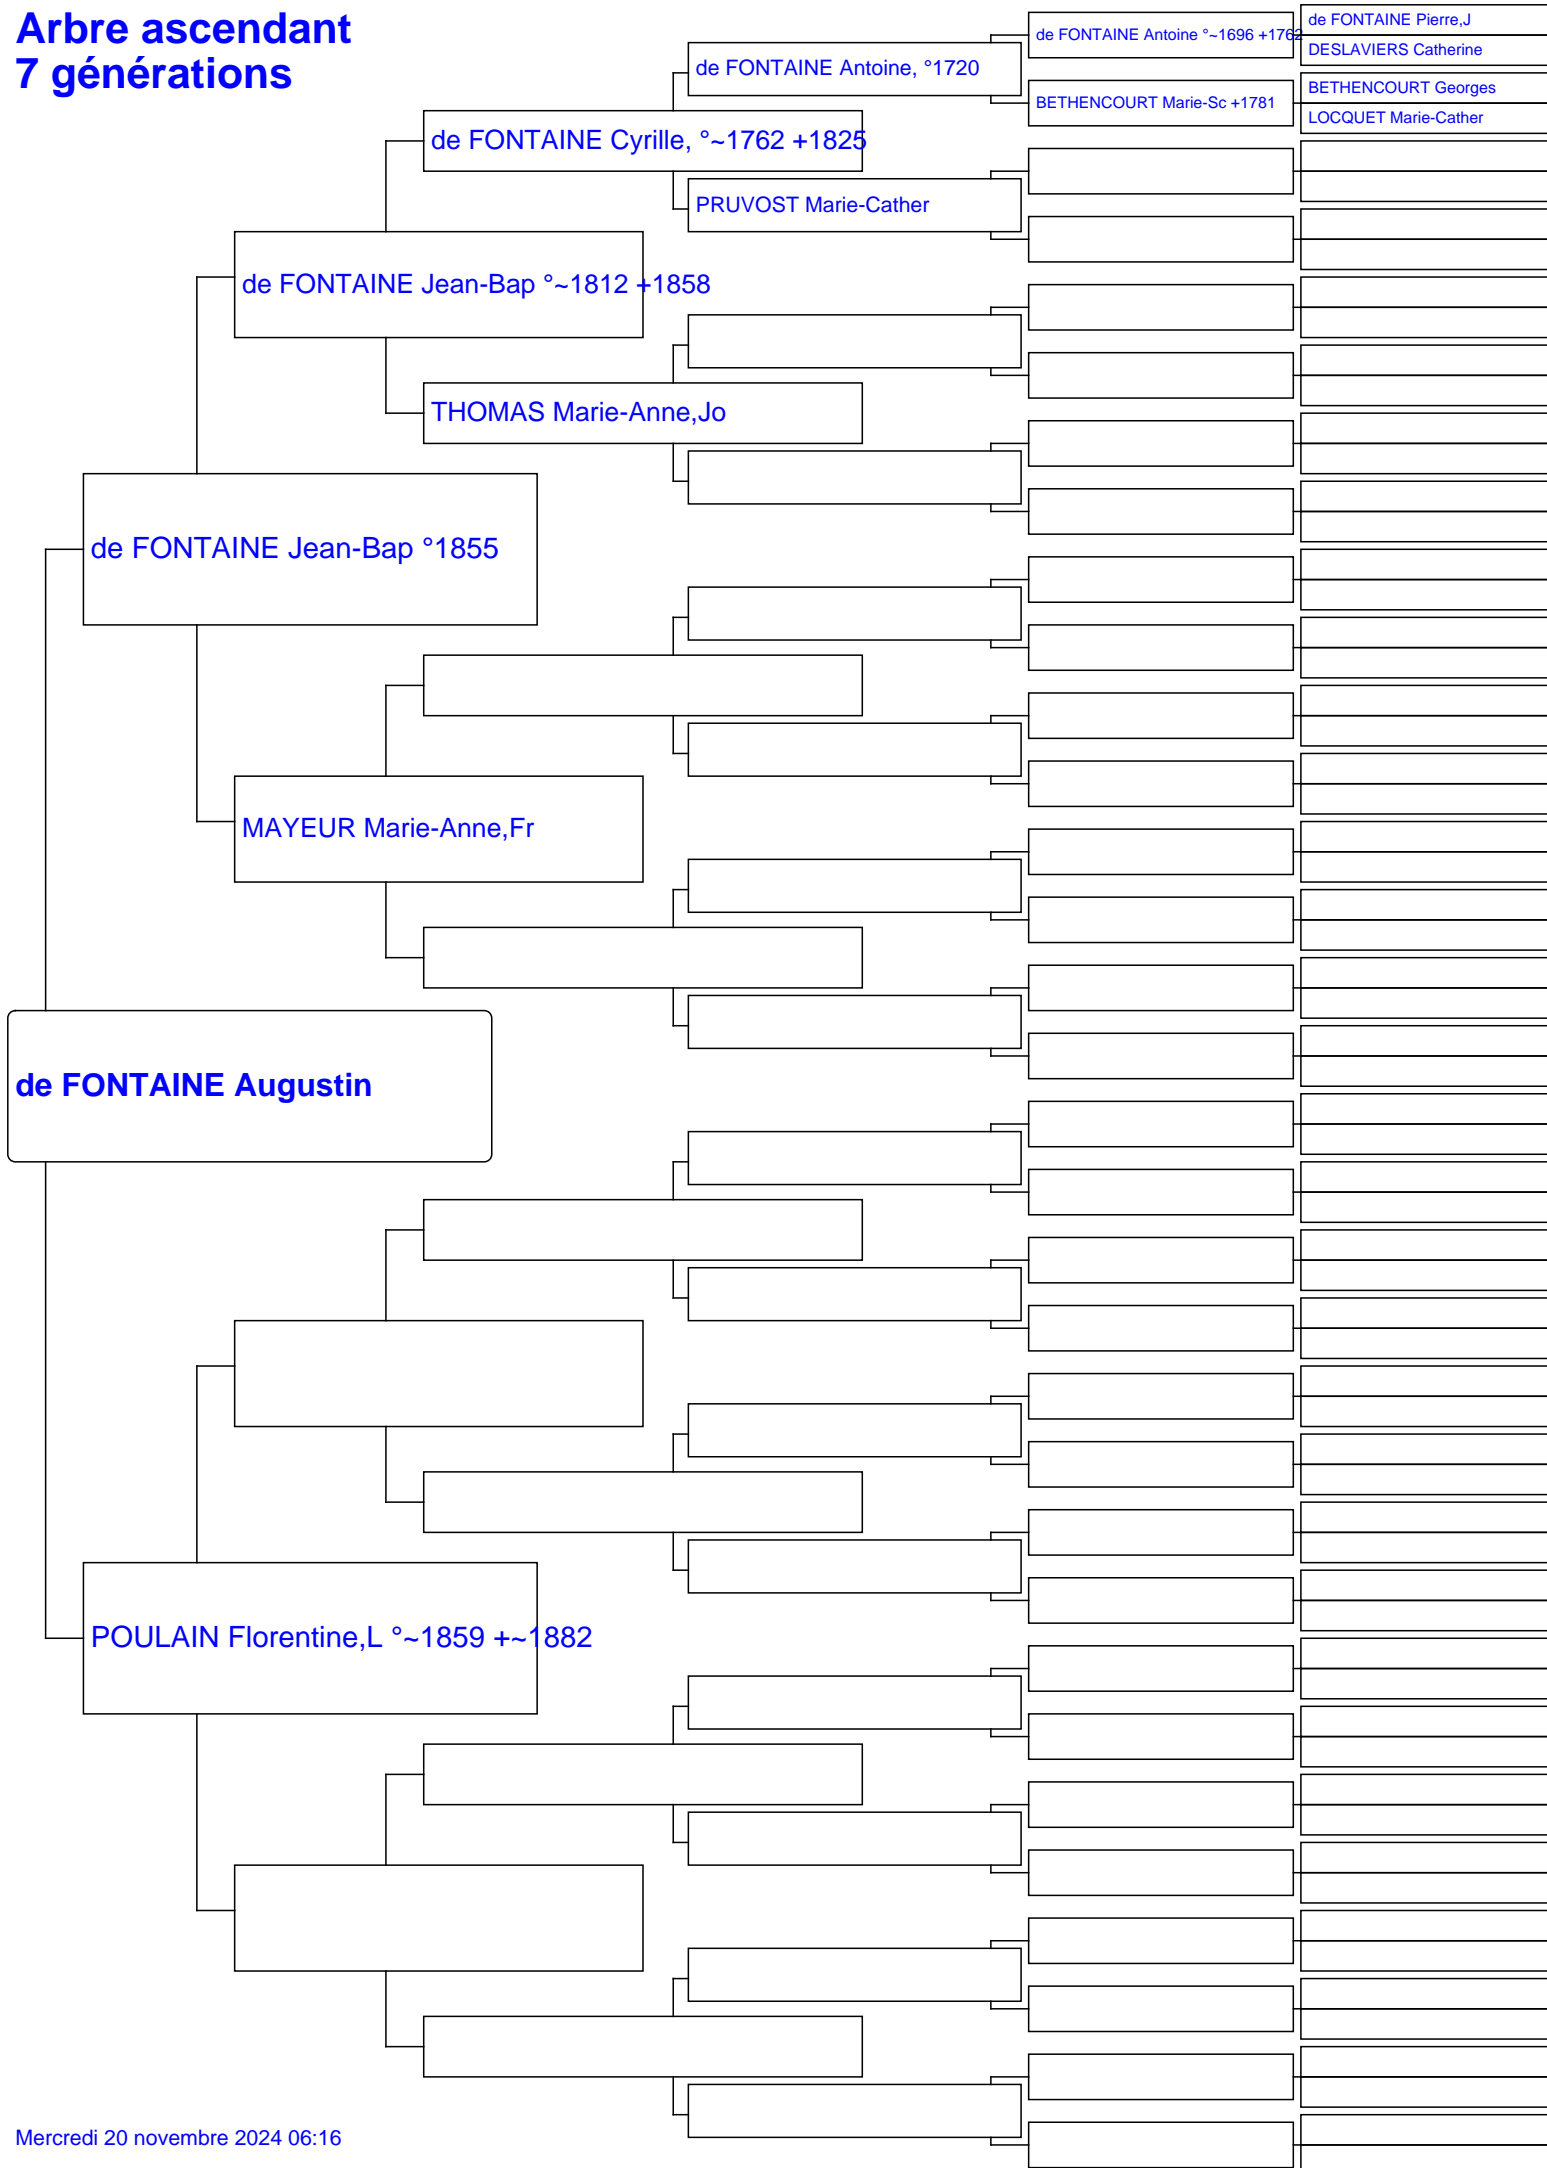 Arbre ascendant
7 générations
de FONTAINE Pierre,J
de FONTAINE Antoine °~1696 +1762
DESLAVIERS Catherine
de FONTAINE Antoine, °1720
BETHENCOURT Georges
BETHENCOURT Marie-Sc +1781
LOCQUET Marie-Cather
de FONTAINE Cyrille, °~1762 +1825
PRUVOST Marie-Cather
de FONTAINE Jean-Bap °~1812 +1858
THOMAS Marie-Anne,Jo
de FONTAINE Jean-Bap °1855
MAYEUR Marie-Anne,Fr
de FONTAINE Augustin
POULAIN Florentine,L °~1859 +~1882
Mercredi 20 novembre 2024 06:16